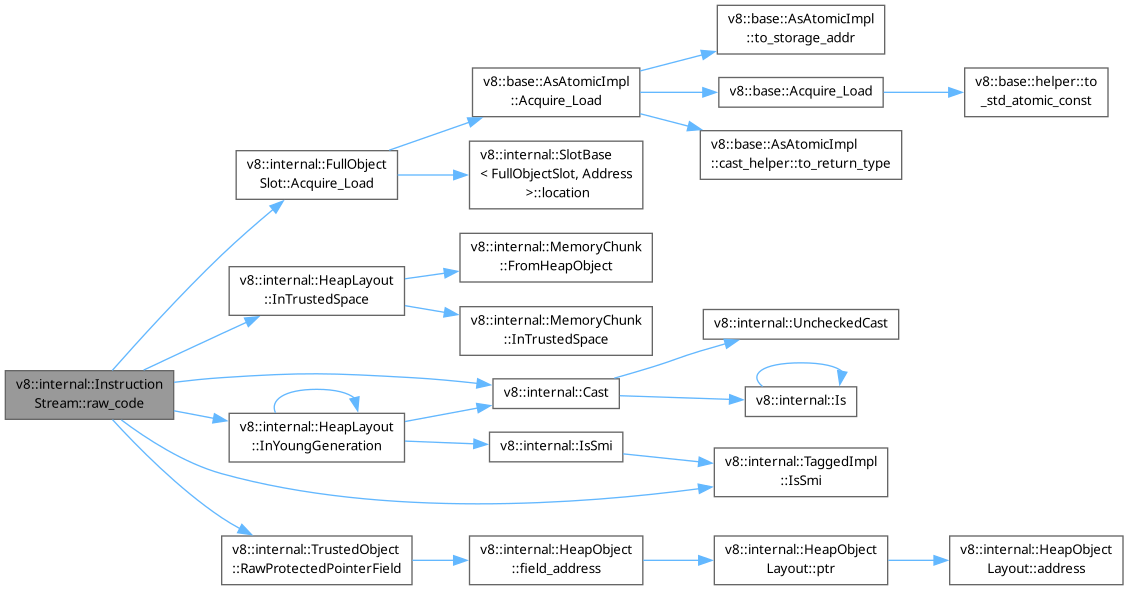 v8::base::AsAtomicImpl
::to_storage_addr
v8::base::AsAtomicImpl
::Acquire_Load
v8::base::Acquire_Load
v8::base::helper::to
_std_atomic_const
v8::base::AsAtomicImpl
::cast_helper::to_return_type
v8::internal::FullObject
Slot::Acquire_Load
v8::internal::SlotBase
< FullObjectSlot, Address
>::location
v8::internal::MemoryChunk
::FromHeapObject
v8::internal::HeapLayout
::InTrustedSpace
v8::internal::MemoryChunk
::InTrustedSpace
v8::internal::UncheckedCast
v8::internal::Instruction
Stream::raw_code
v8::internal::Cast
v8::internal::Is
v8::internal::HeapLayout
::InYoungGeneration
v8::internal::IsSmi
v8::internal::TaggedImpl
::IsSmi
v8::internal::TrustedObject
::RawProtectedPointerField
v8::internal::HeapObject
::field_address
v8::internal::HeapObject
Layout::ptr
v8::internal::HeapObject
Layout::address